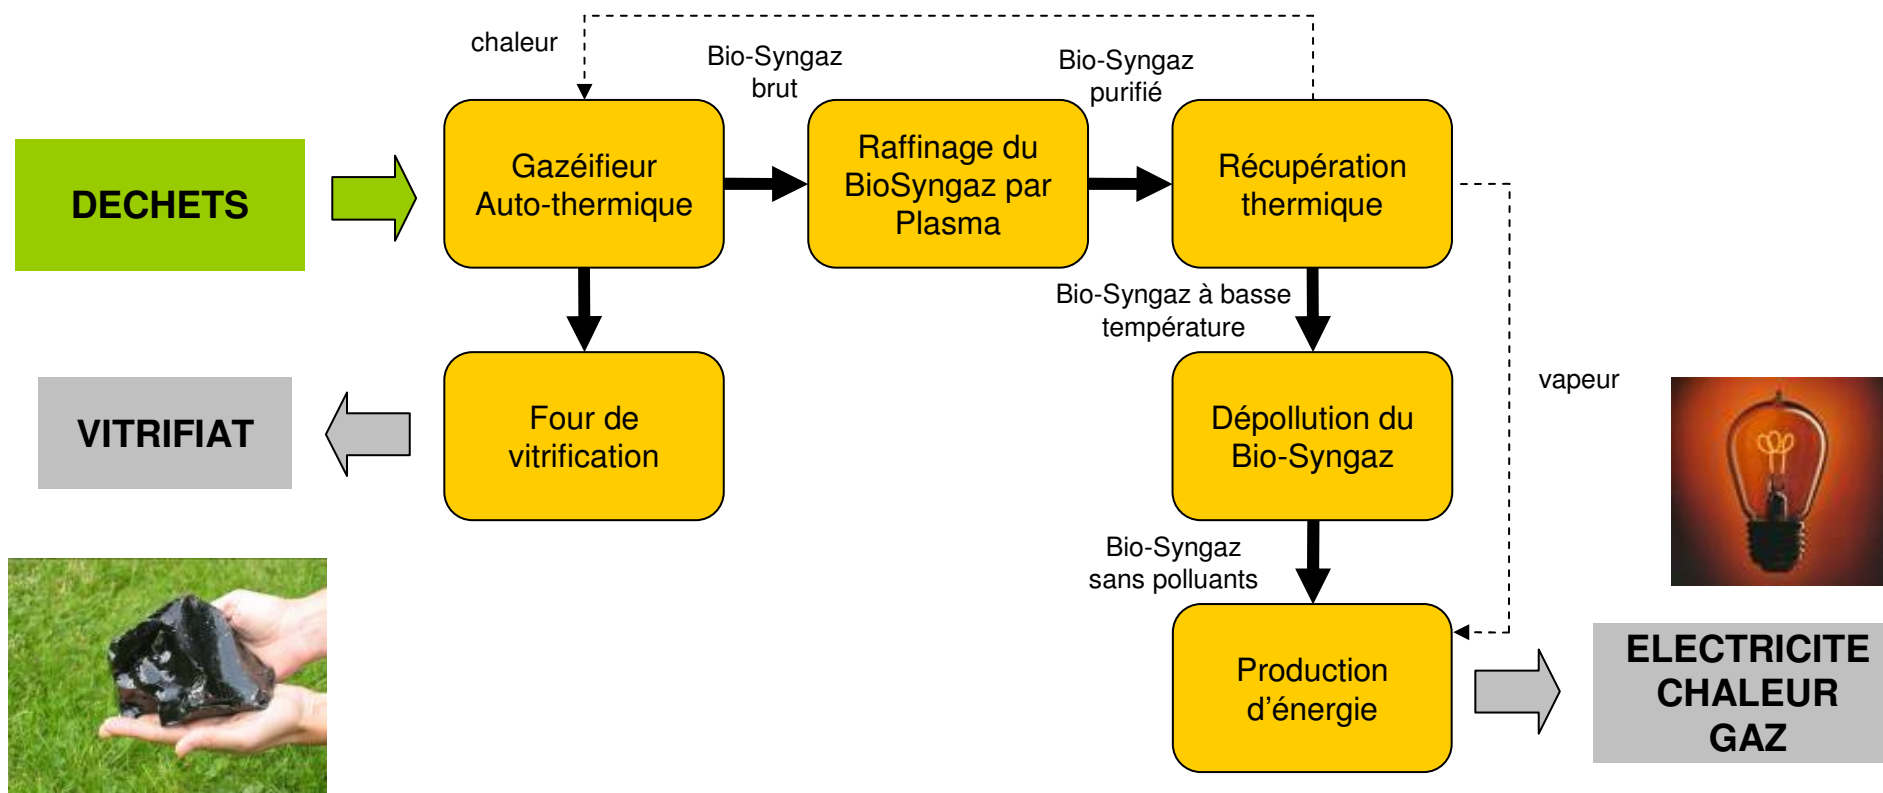 chaleur
Bio-Syngaz
brut
Bio-Syngaz
purifié
DECHETS
Gazéifieur
Auto-thermique
Raffinage du
BioSyngaz par
Plasma
Récupération
thermique
Bio-Syngaz à basse
température
vapeur
VITRIFIAT
Four de
vitrification
Dépollution du
Bio-Syngaz
Bio-Syngaz
sans polluants
Production
d’énergie
ELECTRICITE
CHALEUR
GAZ